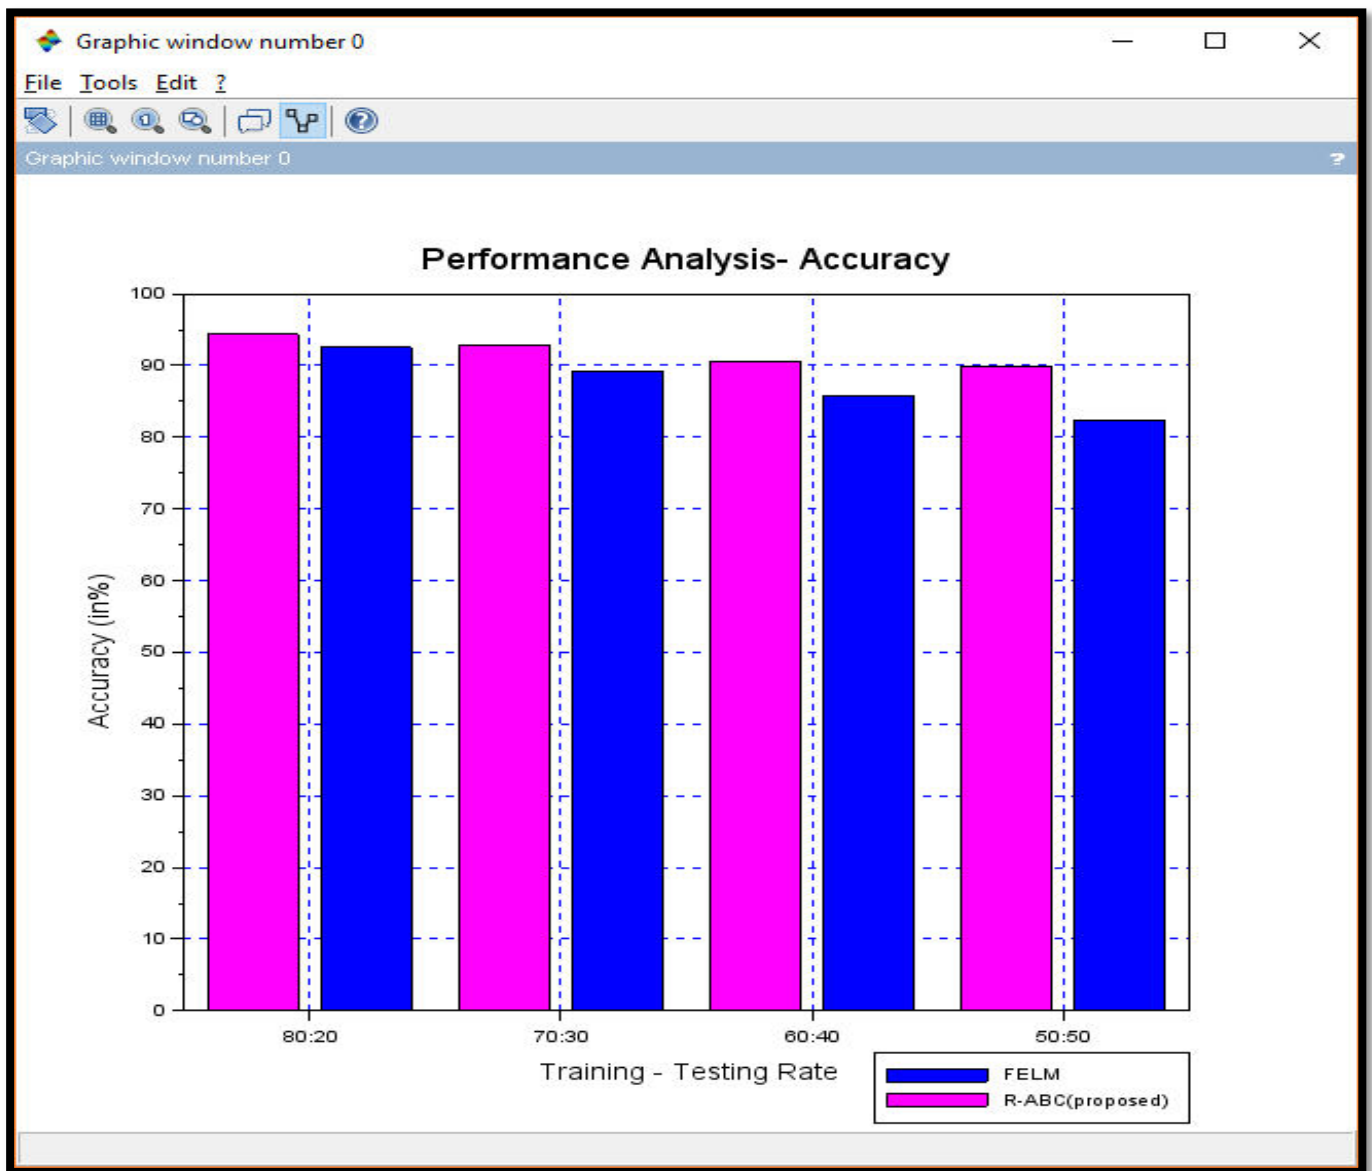 Graphic window number 0
File Tools Edit ?
Graphic window number 0 ?
Performance Analysis- Accuracy
100
90
80
70
60
50
40
30
20
10
0
Accuracy (in%)
80:20 70:30 60:40 50:50
Training - Testing Rate
FELM
R-ABC(proposed)